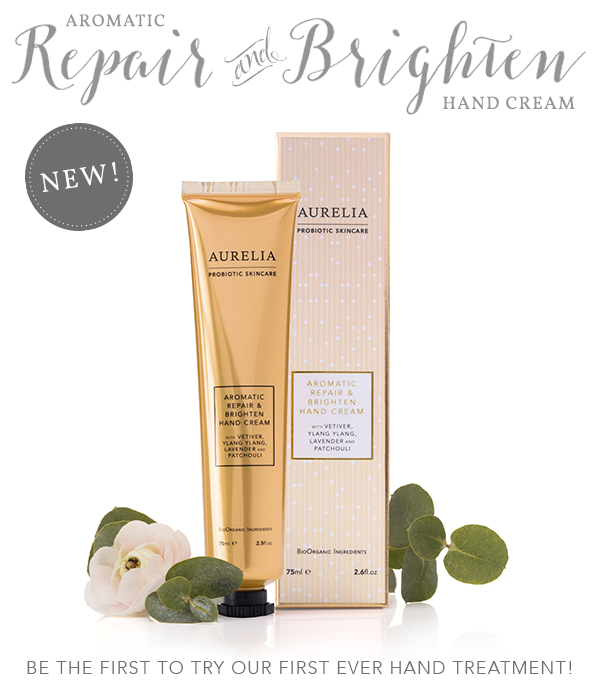 AROMATIC
Repair and Brighten
HAND CREAM
NEW!
AURELIA
PROBIOTIC SKINCARE
AROMATIC
REPAIR &
BRIGHTEN
HAND CREAM
WITH VETIVER,
YLANG YLANG,
LAVENDER AND
PATCHOULI
BIOORGANIC INGREDIENTS
75ml e 2.5fl.oz
AURELIA
PROBIOTIC SKINCARE
AROMATIC
REPAIR &
BRIGHTEN
HAND CREAM
WITH VETIVER,
YLANG YLANG,
LAVENDER AND
PATCHOULI
BIOORGANIC INGREDIENTS
75ml e 2.6fl.oz
BE THE FIRST TO TRY OUR FIRST EVER HAND TREATMENT!